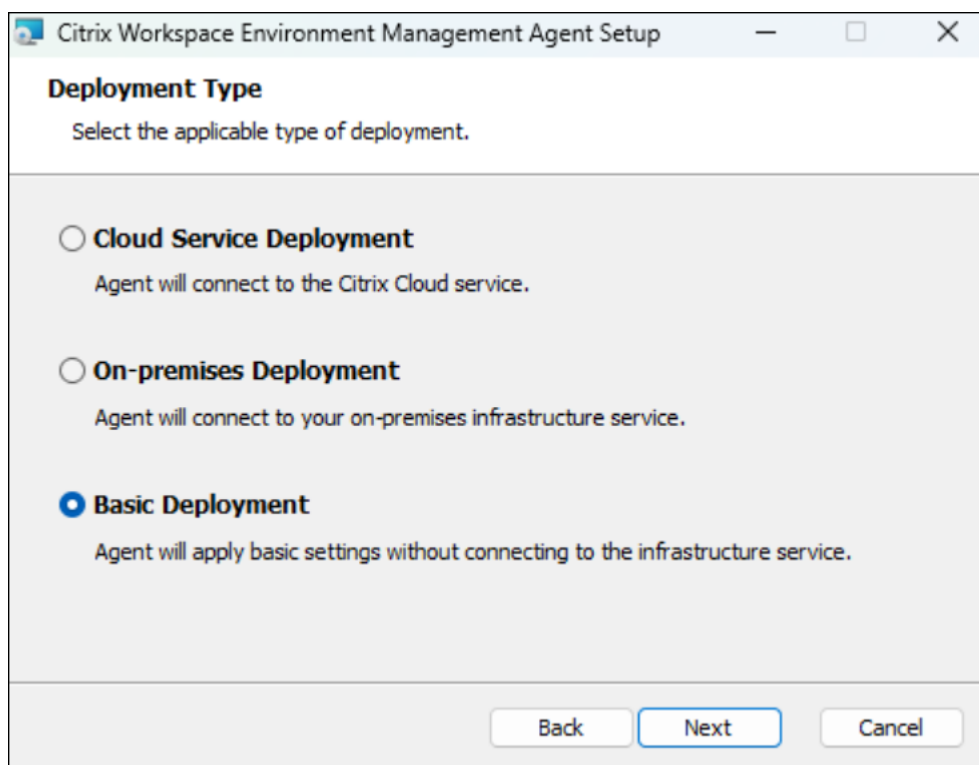 Citrix Workspace Environment Management Agent Setup
Deployment Type
Select the applicable type of deployment.
Cloud Service Deployment
Agent will connect to the Citrix Cloud service.
On-premises Deployment
Agent will connect to your on-premises infrastructure service.
Basic Deployment
Agent will apply basic settings without connecting to the infrastructure service.
Back Next Cancel